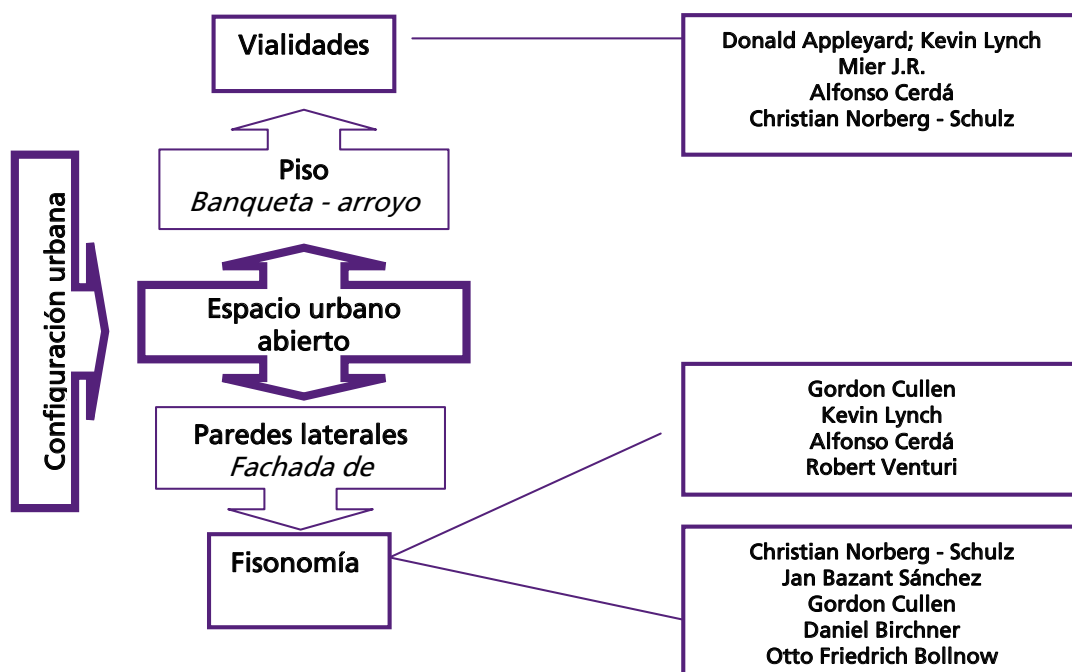 Vialidades
Donald Appleyard; Kevin Lynch
Mier J.R.
Alfonso Cerdá
Christian Norberg - Schulz
Piso
Banqueta - arroyo
Configuración urbana
Espacio urbano
abierto
Paredes laterales
Fachada de
Gordon Cullen
Kevin Lynch
Alfonso Cerdá
Robert Venturi
Fisonomía
Christian Norberg - Schulz
Jan Bazant Sánchez
Gordon Cullen
Daniel Birchner
Otto Friedrich Bollnow